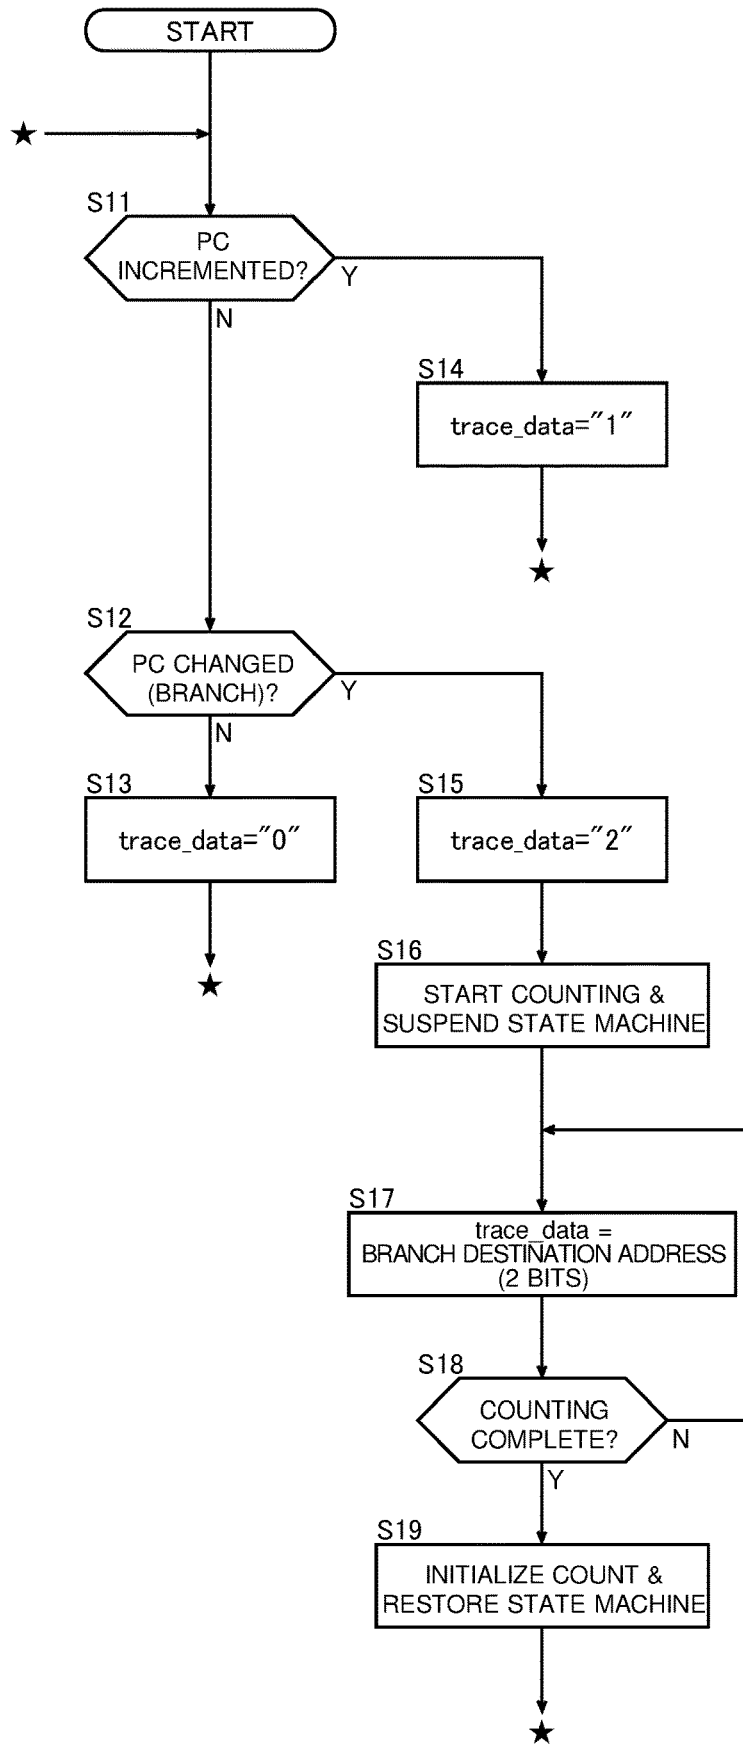 START
★
S11
PC
INCREMENTED?
Y
N
S14
trace_data="1"
★
S12
PC CHANGED
(BRANCH)?
Y
N
S13
trace_data="0"
★
S15
trace_data="2"
S16
START COUNTING &
SUSPEND STATE MACHINE
S17
trace_data =
BRANCH DESTINATION ADDRESS
(2 BITS)
S18
COUNTING
COMPLETE?
N
Y
S19
INITIALIZE COUNT &
RESTORE STATE MACHINE
★